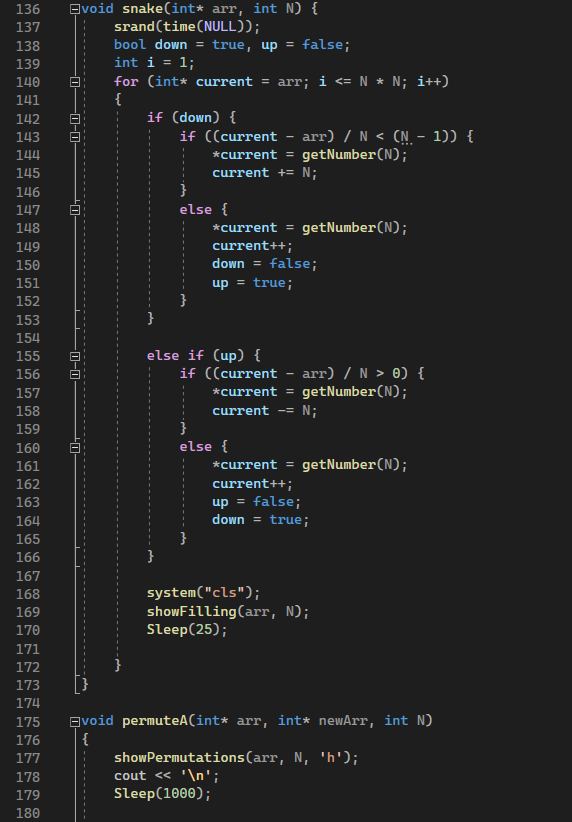 136 void snake(int* arr, int N) {
137     srand(time(NULL));
138     bool down = true, up = false;
139     int i = 1;
140     for (int* current = arr; i <= N * N; i++)
141     {
142         if (down) {
143             if ((current - arr) / N < (N - 1)) {
144                 *current = getNumber(N);
145                 current += N;
146             }
147             else {
148                 *current = getNumber(N);
149                 current++;
150                 down = false;
151                 up = true;
152             }
153         }
154
155         else if (up) {
156             if ((current - arr) / N > 0) {
157                 *current = getNumber(N);
158                 current -= N;
159             }
160             else {
161                 *current = getNumber(N);
162                 current++;
163                 up = false;
164                 down = true;
165             }
166         }
167
168         system("cls");
169         showFilling(arr, N);
170         Sleep(25);
171
172     }
173 }
174
175 void permuteA(int* arr, int* newArr, int N)
176 {
177     showPermutations(arr, N, 'h');
178     cout << '\n';
179     Sleep(1000);
180